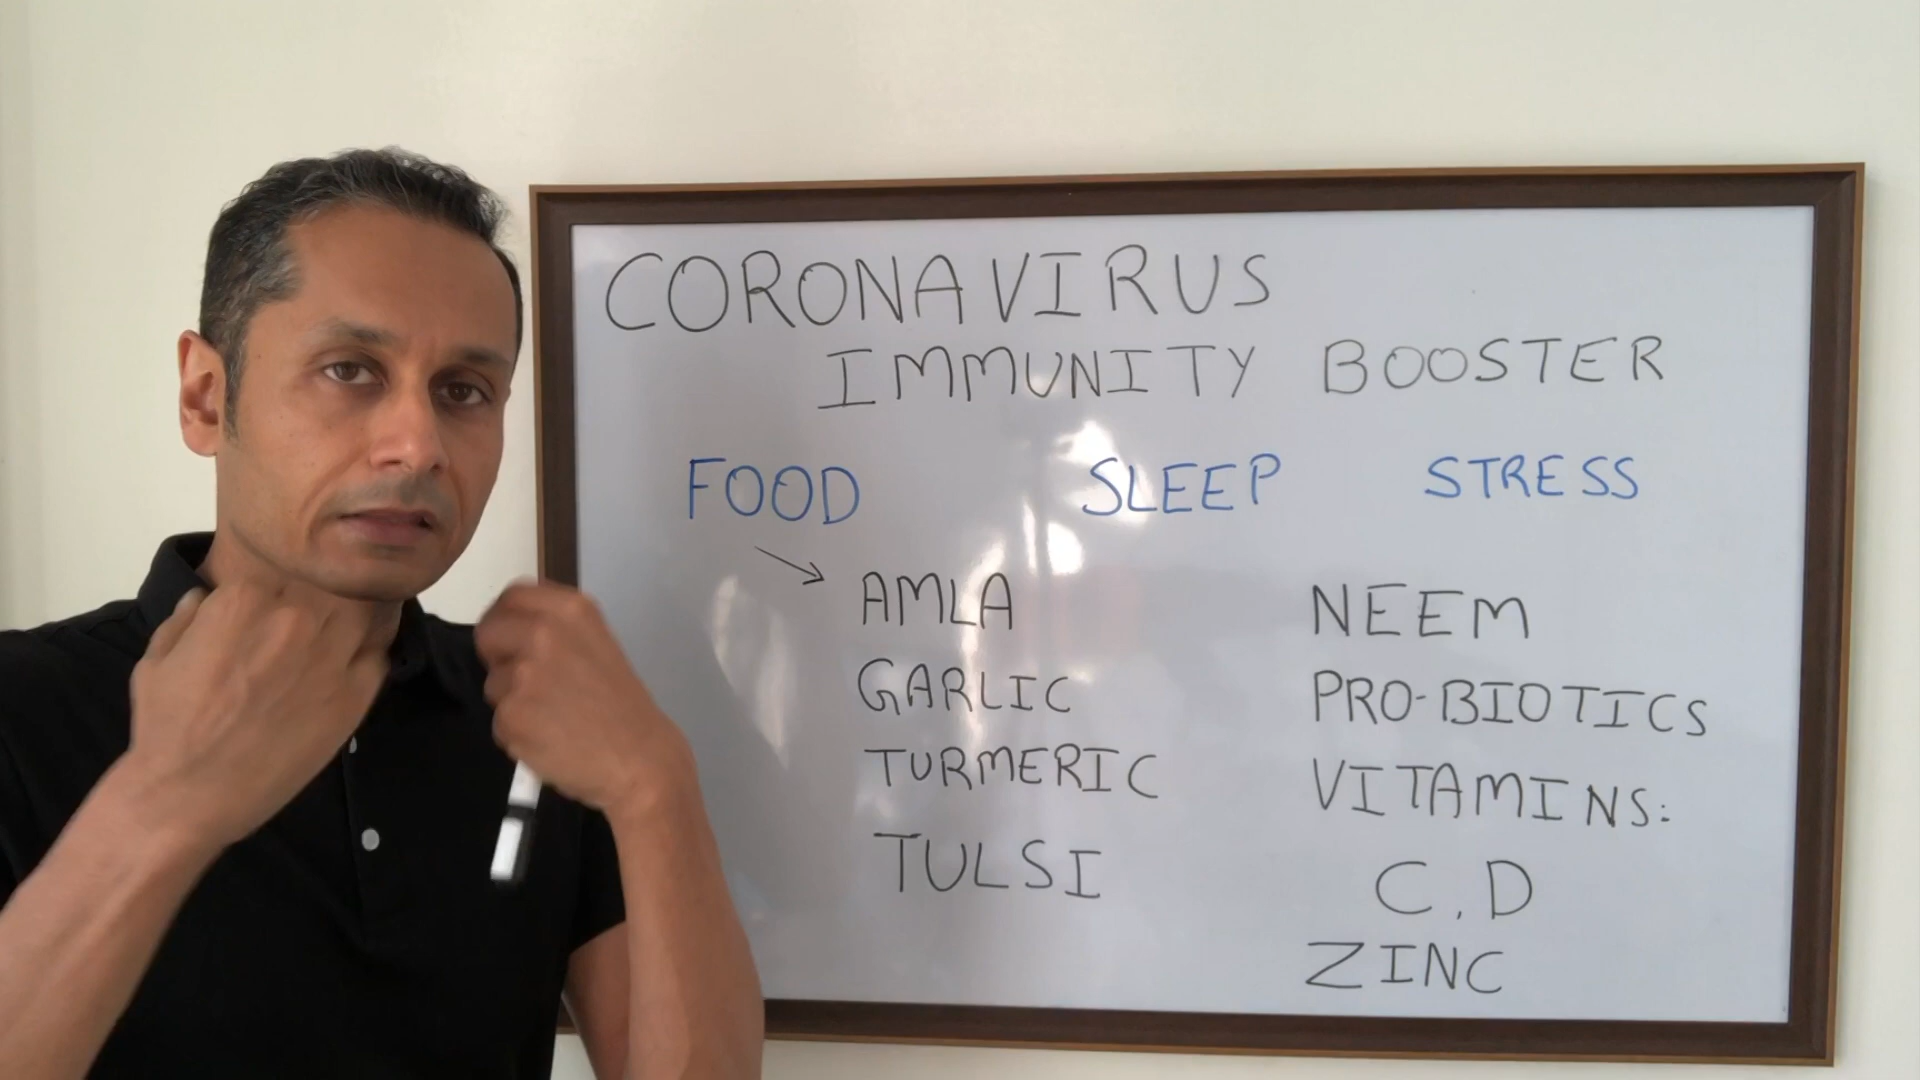 CORONAVIRUS
IMMUNITY BOOSTER
FOOD SLEEP STRESS
AMLA NEEM
GARLIC PRO-BIOTICS
TURMERIC VITAMINS:
TULSI C, D
ZINC